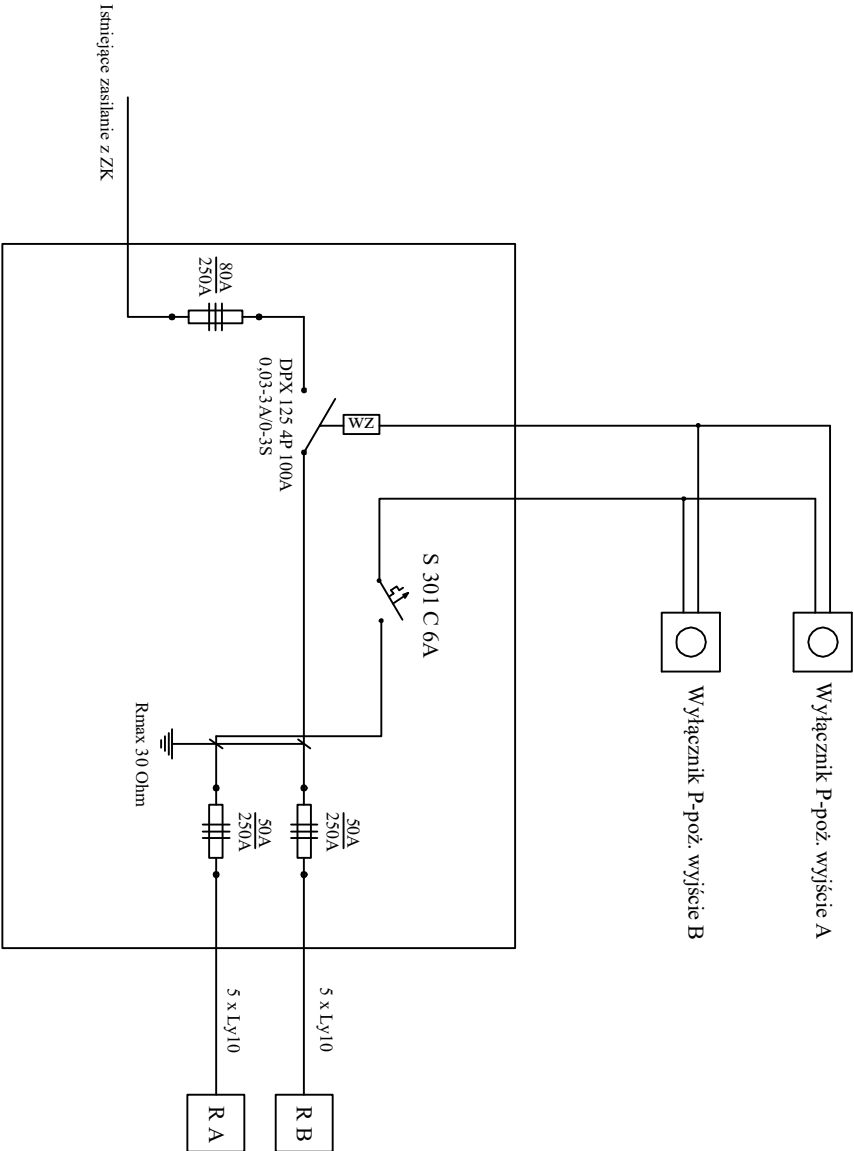 Wyłącznik P-poż. wyjście A
Wyłącznik P-poż. wyjście B
S 301 C 6A
WZ
DPX 125 4P 100A
0,03-3A/0-3S
80A
250A
Istniejące zasilanie z ZK
Rmax 30 Ohm
50A
250A
50A
250A
5 x Ly10
5 x Ly10
R B
R A